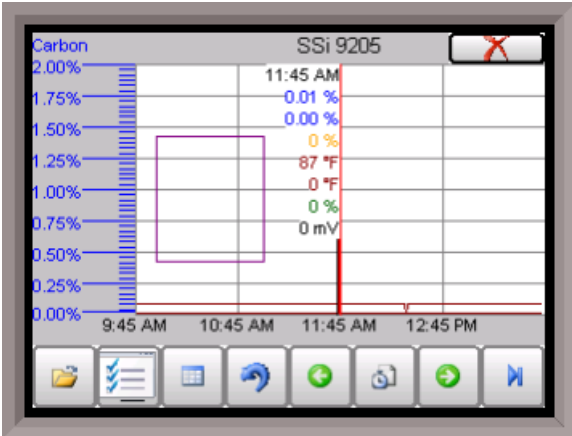 Carbon
SSi 9205
2.00%
1.75%
1.50%
1.25%
1.00%
0.75%
0.50%
0.25%
0.00%
11:45 AM
0.01 %
0.00 %
0 %
87 °F
0 °F
0 %
0 mV
9:45 AM 10:45 AM 11:45 AM 12:45 PM